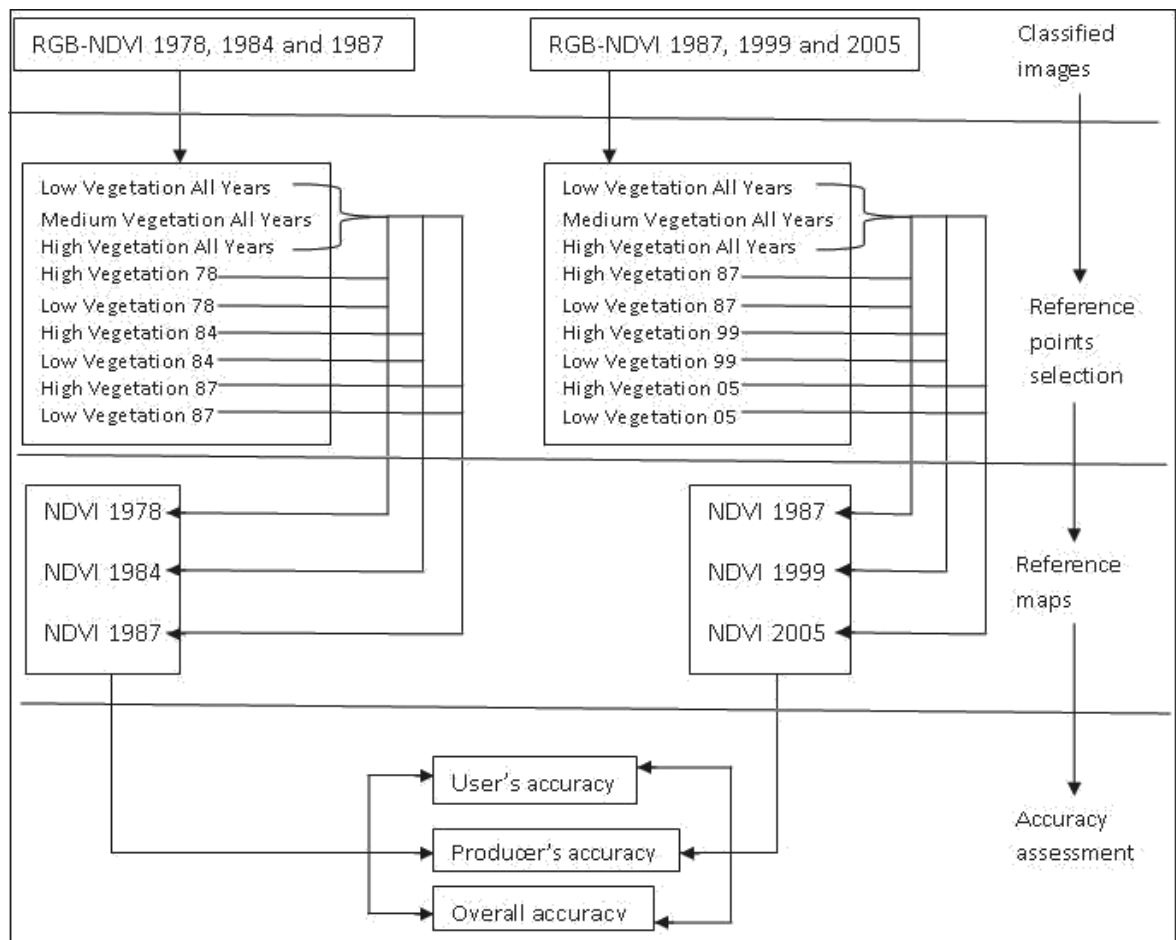 RGB-NDVI 1978, 1984 and 1987
RGB-NDVI 1987, 1999 and 2005
Classified
images
Low Vegetation All Years
Medium Vegetation All Years
High Vegetation All Years
High Vegetation 78
Low Vegetation 78
High Vegetation 84
Low Vegetation 84
High Vegetation 87
Low Vegetation 87
Low Vegetation All Years
Medium Vegetation All Years
High Vegetation All Years
High Vegetation 87
Low Vegetation 87
High Vegetation 99
Low Vegetation 99
High Vegetation 05
Low Vegetation 05
Reference
points
selection
NDVI 1978
NDVI 1984
NDVI 1987
NDVI 1987
NDVI 1999
NDVI 2005
Reference
maps
User's accuracy
Producer's accuracy
Overall accuracy
Accuracy
assessment